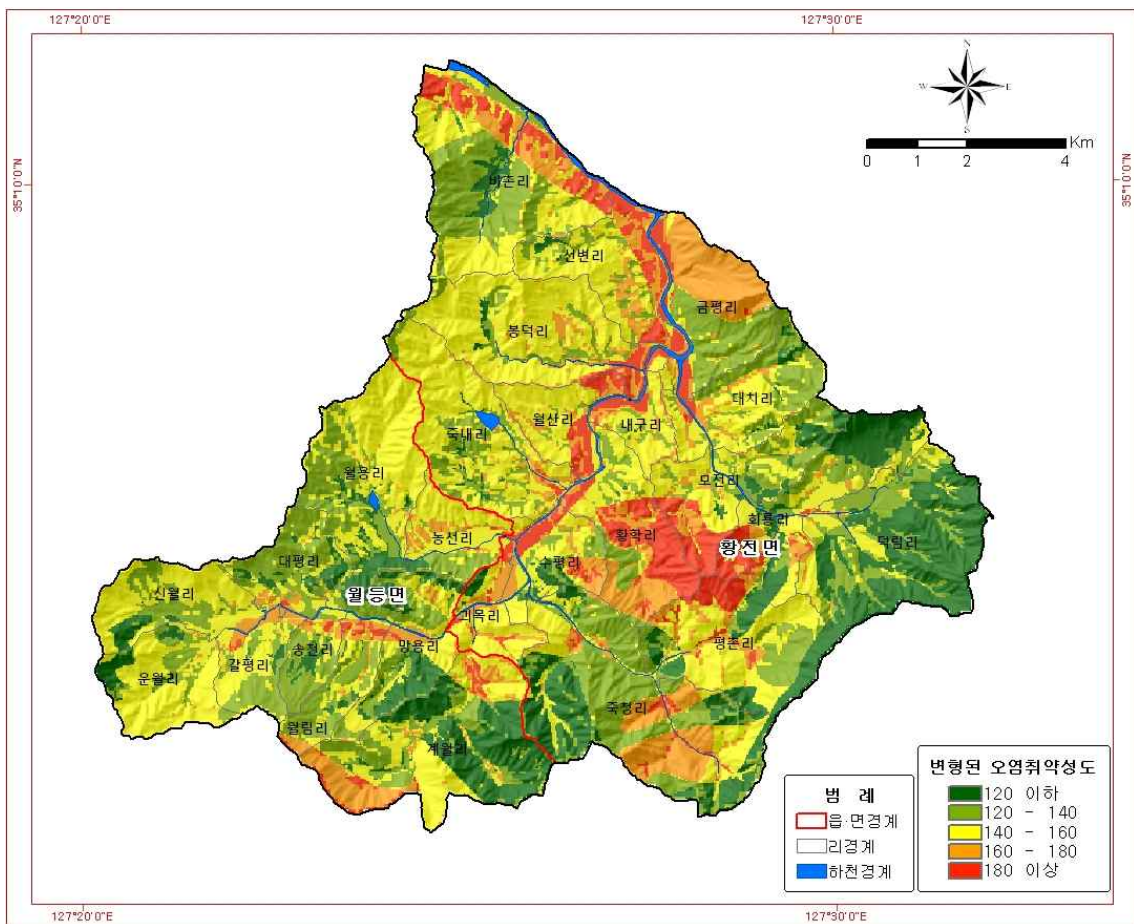 127°20'0"E
127°30'0"E
35°10'0"N
35°10'0"N
N
W
E
S
Km
0 1 2 4
비촌리
선변리
금평리
봉덕리
대치리
월산리
내구리
죽내리
월용리
모전리
회룡리
황학리
농선리
황전면
덕림리
수평리
대평리
월등면
신월리
괴목리
평촌리
망용리
송천리
갈평리
운월리
죽청리
월림리
계월리
범 례
읍·면경계
리경계
하천경계
변형된 오염취약성도
120 이하
120 - 140
140 - 160
160 - 180
180 이상
127°20'0"E
127°30'0"E